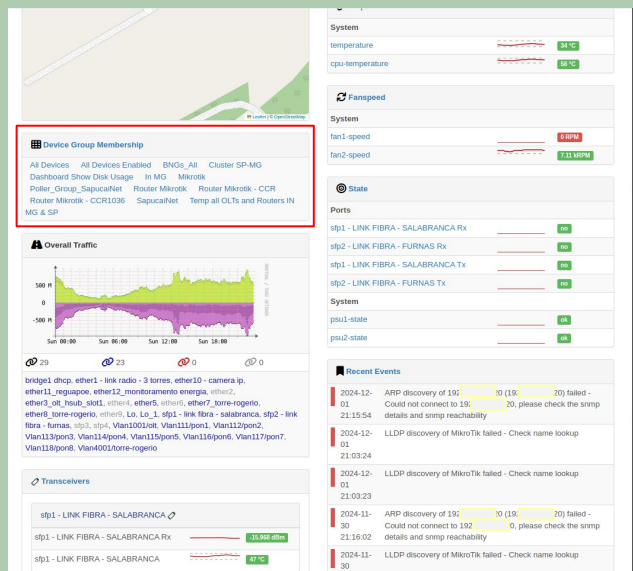 Leaflet | © OpenStreetMap
Device Group Membership
All Devices All Devices Enabled BNGs_All Cluster SP-MG
Dashboard Show Disk Usage In MG Mikrotik
Poller_Group_SapucaiNet Router Mikrotik Router Mikrotik - CCR
Router Mikrotik - CCR1036 SapucaiNet Temp all OLTs and Routers IN
MG & SP
Overall Traffic
500 M
0
-500 M
Sun 00:00 Sun 06:00 Sun 12:00 Sun 18:00
29 23 0 0
bridge1 dhcp, ether1 - link radio - 3 torres, ether10 - camera ip,
ether11_reguapoe, ether12_monitoramento energia, ether2,
ether3_olt_hsub_slot1, ether4, ether5, ether6, ether7_torre-rogerio,
ether8_torre-rogerio, ether9, Lo, Lo_1, sfp1 - link fibra - salabranca, sfp2 - link
fibra - furnas, sfp3, sfp4, Vlan1001/olt, Vlan111/pon1, Vlan112/pon2,
Vlan113/pon3, Vlan114/pon4, Vlan115/pon5, Vlan116/pon6, Vlan117/pon7,
Vlan118/pon8, Vlan4001/torre-rogerio
Transceivers
sfp1 - LINK FIBRA - SALABRANCA
sfp1 - LINK FIBRA - SALABRANCA Rx -15.968 dBm
sfp1 - LINK FIBRA - SALABRANCA 47 °C
System
temperature 34 °C
cpu-temperature 58 °C
Fanspeed
System
fan1-speed 0 RPM
fan2-speed 7.11 kRPM
State
Ports
sfp1 - LINK FIBRA - SALABRANCA Rx no
sfp2 - LINK FIBRA - FURNAS Rx no
sfp1 - LINK FIBRA - SALABRANCA Tx no
sfp2 - LINK FIBRA - FURNAS Tx no
System
psu1-state ok
psu2-state ok
Recent Events
2024-12- ARP discovery of 192 20 (192 20) failed -
01 Could not connect to 192 20, please check the snmp
21:15:54 details and snmp reachability
2024-12- LLDP discovery of MikroTik failed - Check name lookup
01
21:03:24
2024-12- LLDP discovery of MikroTik failed - Check name lookup
01
21:03:23
2024-11- ARP discovery of 192 20 (192 20) failed -
30 Could not connect to 192 0, please check the snmp
21:16:02 details and snmp reachability
2024-11- LLDP discovery of MikroTik failed - Check name lookup
30